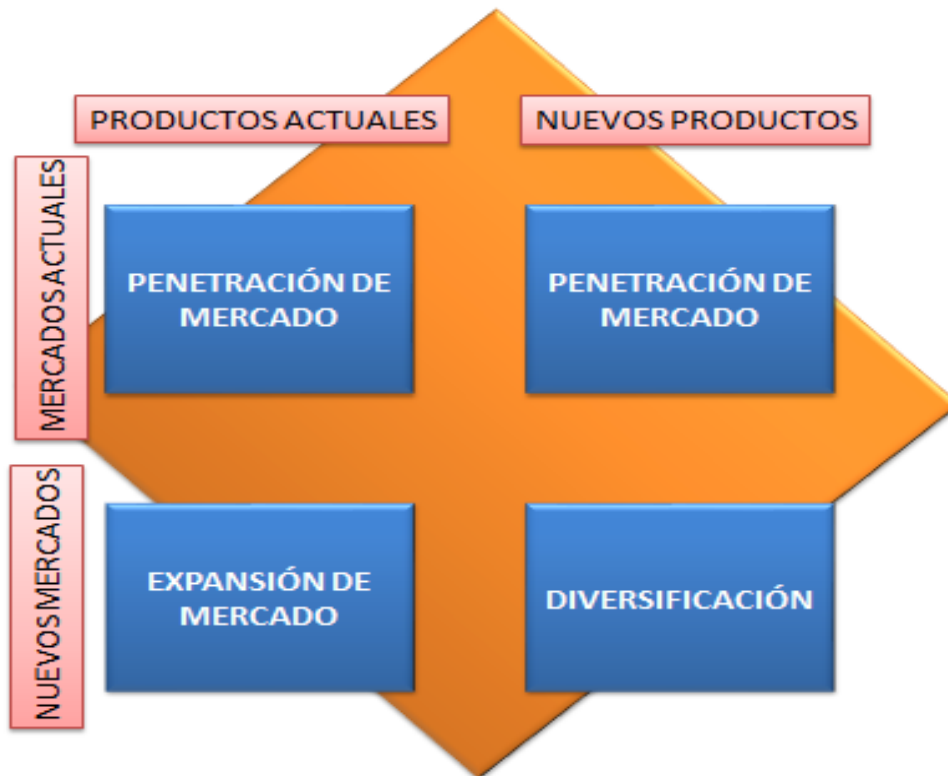 PRODUCTOS ACTUALES
NUEVOS PRODUCTOS
MERCADOS ACTUALES
PENETRACIÓN DE
MERCADO
PENETRACIÓN DE
MERCADO
NUEVOS MERCADOS
EXPANSIÓN DE
MERCADO
DIVERSIFICACIÓN